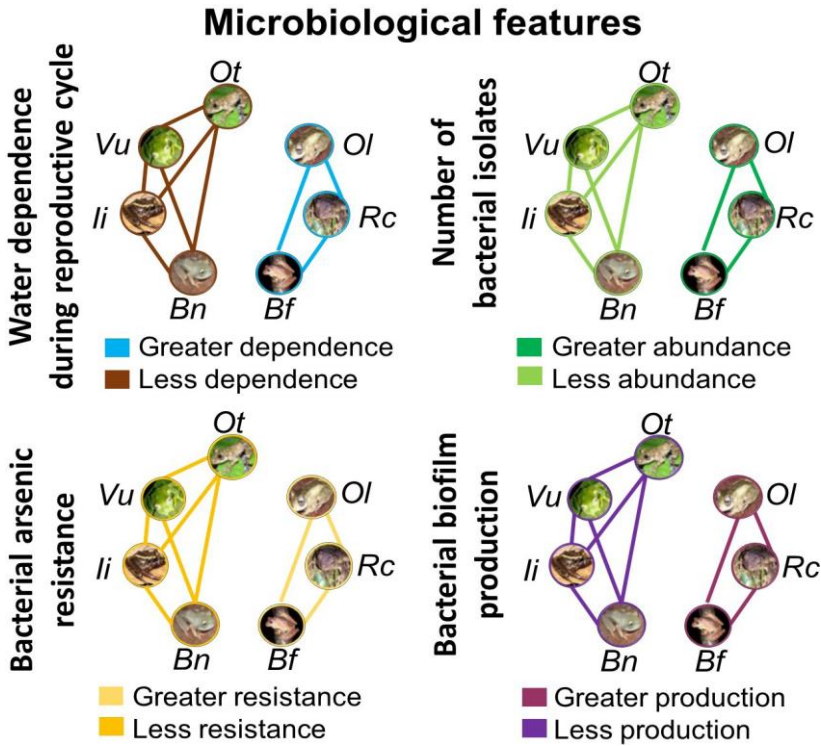 Microbiological features
Water dependence
during reproductive cycle
Ot
Vu
Ii
Bn
Ol
Rc
Bf
Greater dependence
Less dependence
Number of
bacterial isolates
Ot
Vu
Ii
Bn
Ol
Rc
Bf
Greater abundance
Less abundance
Bacterial arsenic
resistance
Ot
Vu
Ii
Bn
Ol
Rc
Bf
Greater resistance
Less resistance
Bacterial biofilm
production
Ot
Vu
Ii
Bn
Ol
Rc
Bf
Greater production
Less production